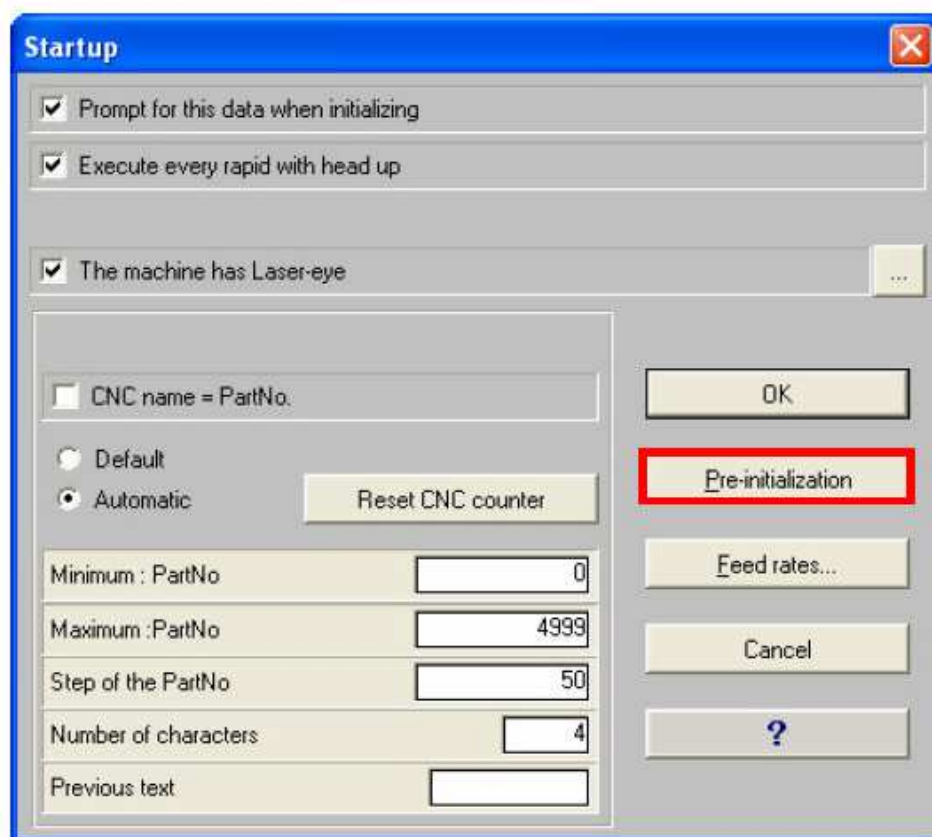 Startup
Prompt for this data when initializing
Execute every rapid with head up
The machine has Laser-eye
...
CNC name = PartNo.
Default
Automatic
Reset CNC counter
Minimum : PartNo 0
Maximum :PartNo 4999
Step of the PartNo 50
Number of characters 4
Previous text
OK
Pre-initialization
Feed rates...
Cancel
?